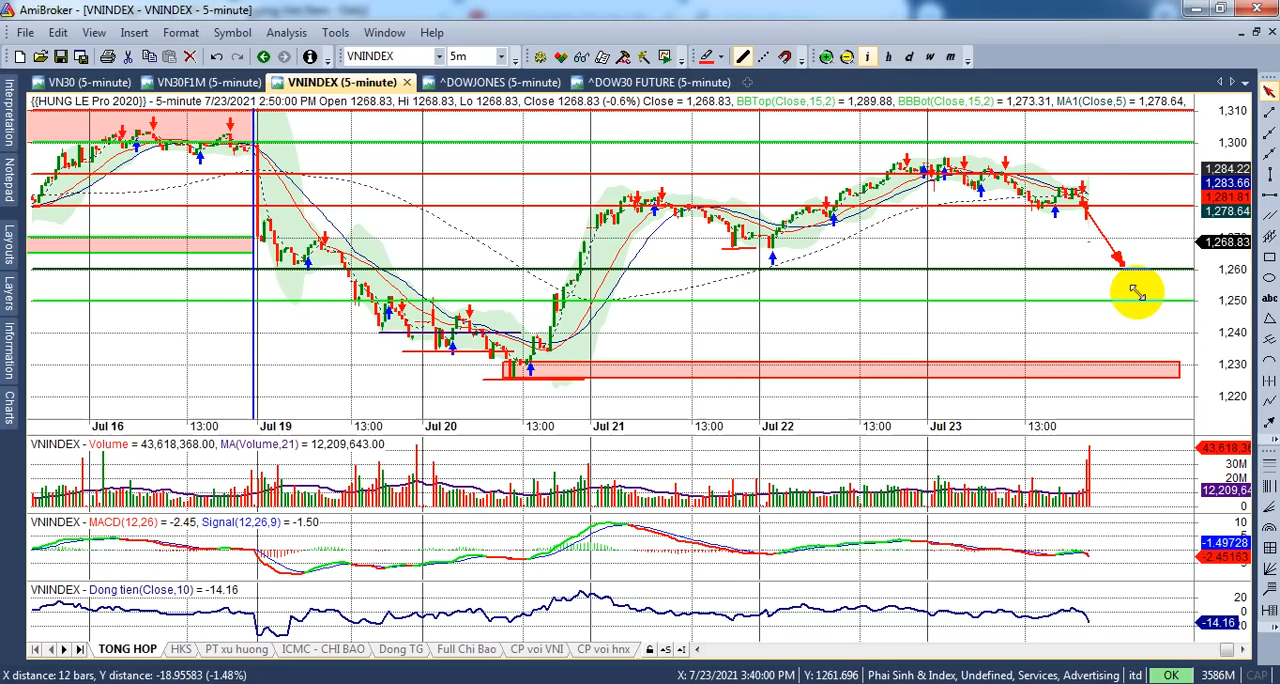 AmiBroker - [VNINDEX - VNINDEX - 5-minute]
File Edit View Insert Format Symbol Analysis Tools Window Help
VNINDEX 5m i h d w m
VN30 (5-minute) VN30F1M (5-minute) VNINDEX (5-minute) ^DOWJONES (5-minute) ^DOW30 FUTURE (5-minute)
{{HUNG LE Pro 2020}} - 5-minute 7/23/2021 2:50:00 PM Open 1268.83, Hi 1268.83, Lo 1268.83, Close 1268.83 (-0.6%) Close = 1,268.83, BBTop(Close,15,2) = 1,289.88, BBBot(Close,15,2) = 1,273.31, MA1(Close,5) = 1,278.64,
Interpretation
Notepad
Layouts
Layers
Information
Charts
1,310
1,300
1,284.22
1,283.66
1,281.81
1,278.64
1,268.83
1,260
1,250
1,240
1,230
1,220
abc
Jul 16 13:00 Jul 19 13:00 Jul 20 13:00 Jul 21 13:00 Jul 22 13:00 Jul 23 13:00
VNINDEX - Volume = 43,618,368.00, MA(Volume,21) = 12,209,643.00
43,618,36
30M
20M
12,209,64
0
VNINDEX - MACD(12,26) = -2.45, Signal(12,26,9) = -1.50
10
-1.49728
-2.45163
VNINDEX - Dong tien(Close,10) = -14.16
20
0
-14.16
TONG HOP HKS PT xu huong ICMC - CHI BAO Dong TG Full Chi Bao CP voi VNI CP voi hnx
X distance: 12 bars, Y distance: -18.95583 (-1.48%) X: 7/23/2021 3:40:00 PM Y: 1261.696 Phai Sinh & Index, Undefined, Services, Advertising itd OK 3586M CAP